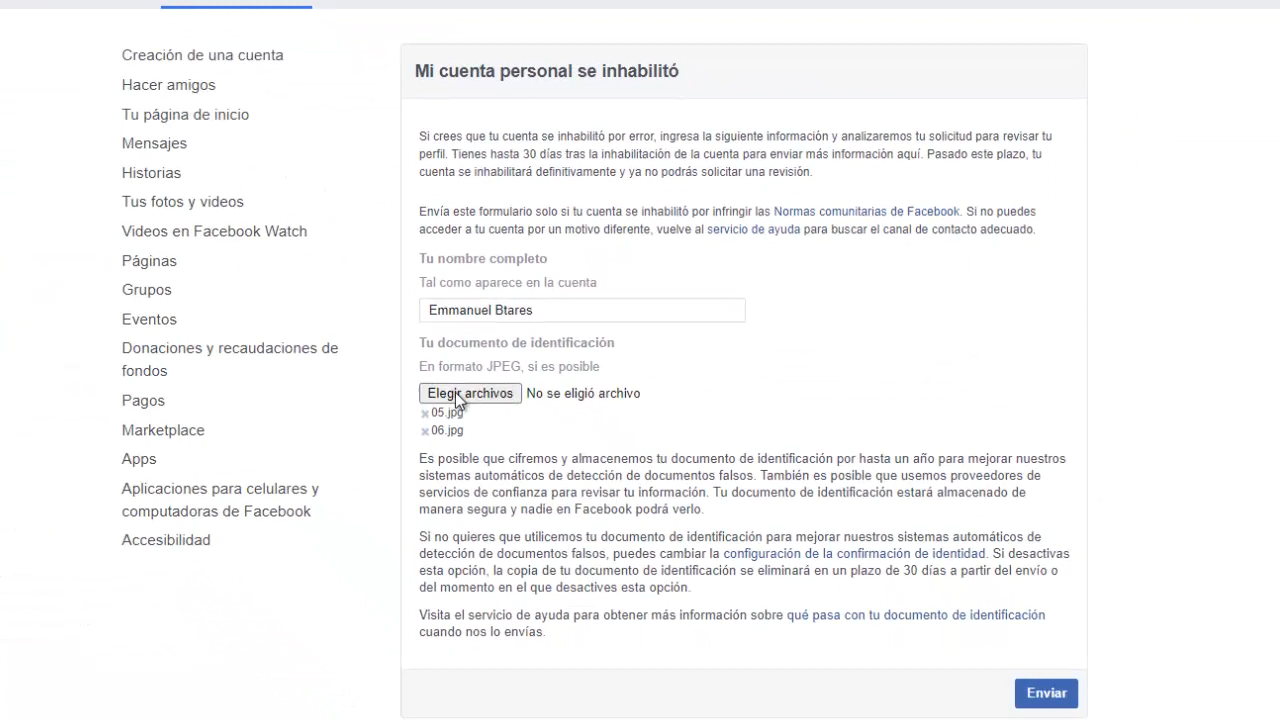 Creación de una cuenta
Hacer amigos
Tu página de inicio
Mensajes
Historias
Tus fotos y videos
Videos en Facebook Watch
Páginas
Grupos
Eventos
Donaciones y recaudaciones de
fondos
Pagos
Marketplace
Apps
Aplicaciones para celulares y
computadoras de Facebook
Accesibilidad
Mi cuenta personal se inhabilitó
Si crees que tu cuenta se inhabilitó por error, ingresa la siguiente información y analizaremos tu solicitud para revisar tu
perfil. Tienes hasta 30 días tras la inhabilitación de la cuenta para enviar más información aquí. Pasado este plazo, tu
cuenta se inhabilitará definitivamente y ya no podrás solicitar una revisión.
Envía este formulario solo si tu cuenta se inhabilitó por infringir las Normas comunitarias de Facebook. Si no puedes
acceder a tu cuenta por un motivo diferente, vuelve al servicio de ayuda para buscar el canal de contacto adecuado.
Tu nombre completo
Tal como aparece en la cuenta
Emmanuel Btares
Tu documento de identificación
En formato JPEG, si es posible
Elegir archivos No se eligió archivo
05.jpg
06.jpg
Es posible que cifremos y almacenemos tu documento de identificación por hasta un año para mejorar nuestros
sistemas automáticos de detección de documentos falsos. También es posible que usemos proveedores de
servicios de confianza para revisar tu información. Tu documento de identificación estará almacenado de
manera segura y nadie en Facebook podrá verlo.
Si no quieres que utilicemos tu documento de identificación para mejorar nuestros sistemas automáticos de
detección de documentos falsos, puedes cambiar la configuración de la confirmación de identidad. Si desactivas
esta opción, la copia de tu documento de identificación se eliminará en un plazo de 30 días a partir del envío o
del momento en el que desactives esta opción.
Visita el servicio de ayuda para obtener más información sobre qué pasa con tu documento de identificación
cuando nos lo envías.
Enviar